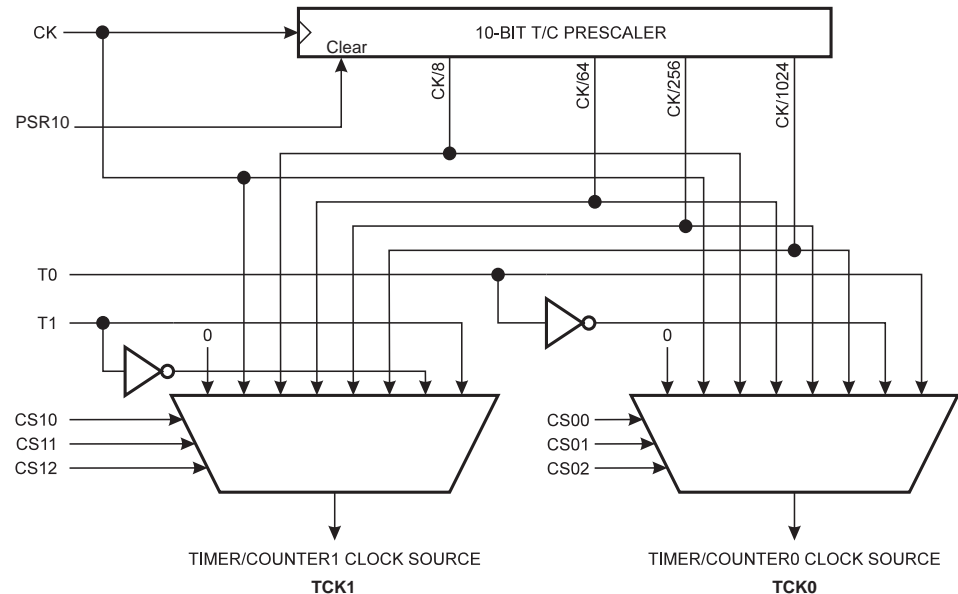 CK
10-BIT T/C PRESCALER
Clear
CK/8
CK/64
CK/256
CK/1024
PSR10
T0
T1
0
0
CS10
CS11
CS12
CS00
CS01
CS02
TIMER/COUNTER1 CLOCK SOURCE
TCK1
TIMER/COUNTER0 CLOCK SOURCE
TCK0